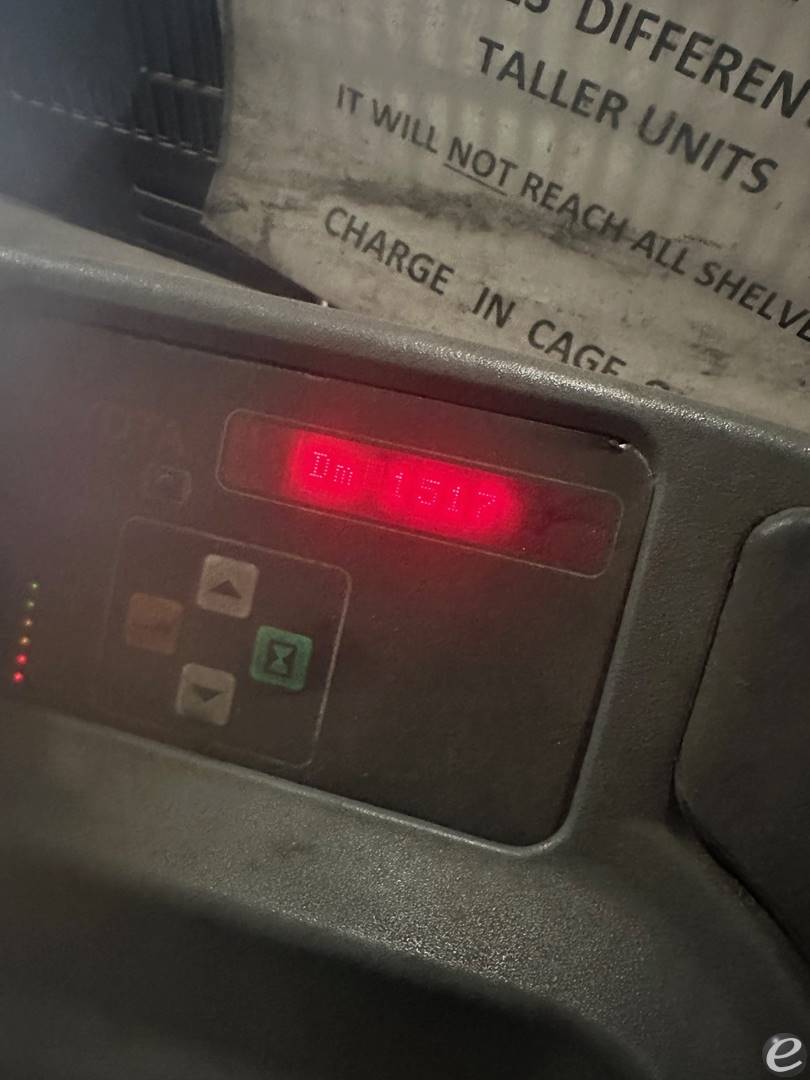 DIFFEREN
TALLER UNITS
IT WILL NOT REACH ALL SHELVE
CHARGE IN CAGE
Dm 1517
e